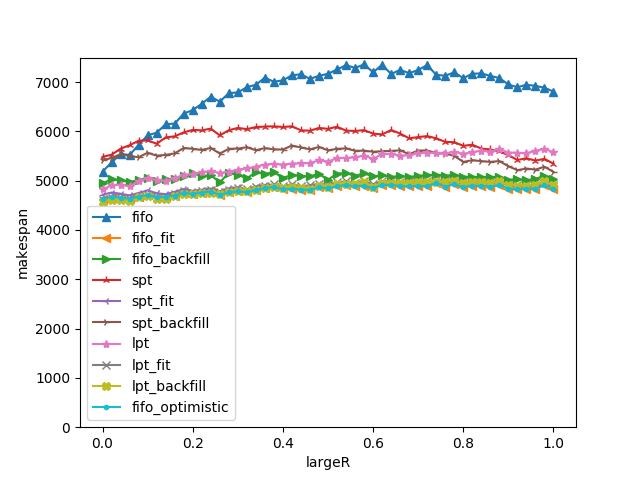 7000
6000
5000
4000
3000
2000
1000
0
makespan
fifo
fifo_fit
fifo_backfill
spt
spt_fit
spt_backfill
lpt
lpt_fit
lpt_backfill
fifo_optimistic
0.0 0.2 0.4 0.6 0.8 1.0
largeR